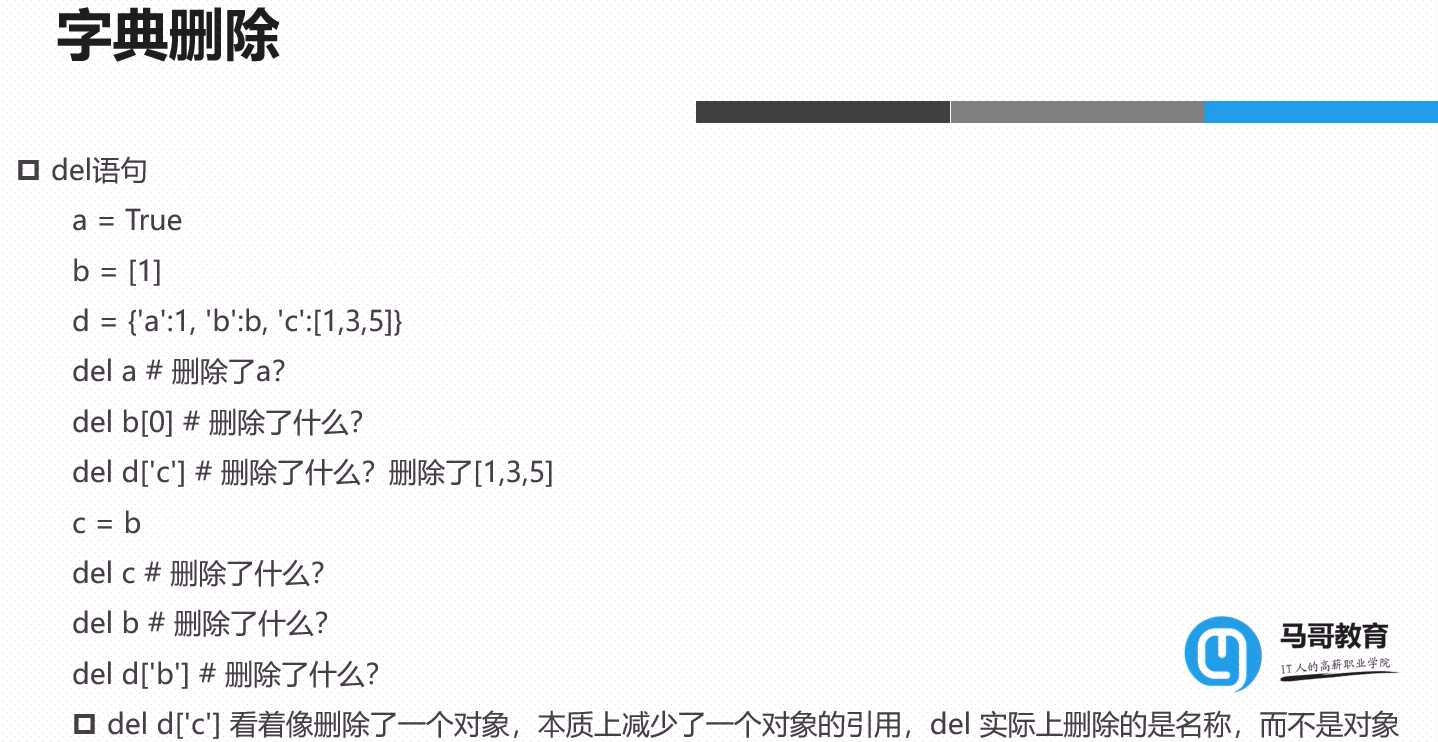 字典删除
del语句
a = True
b = [1]
d = {'a':1, 'b':b, 'c':[1,3,5]}
del a # 删除了a？
del b[0] # 删除了什么？
del d['c'] # 删除了什么？删除了[1,3,5]
c = b
del c # 删除了什么？
del b # 删除了什么？
del d['b'] # 删除了什么？
del d['c'] 看着像删除了一个对象，本质上减少了一个对象的引用，del 实际上删除的是名称，而不是对象
马哥教育
IT人的高薪职业学院